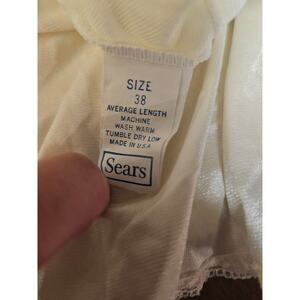 SIZE
38
AVERAGE LENGTH
MACHINE
WASH WARM
TUMBLE DRY LOW
MADE IN U.S.A.
Sears